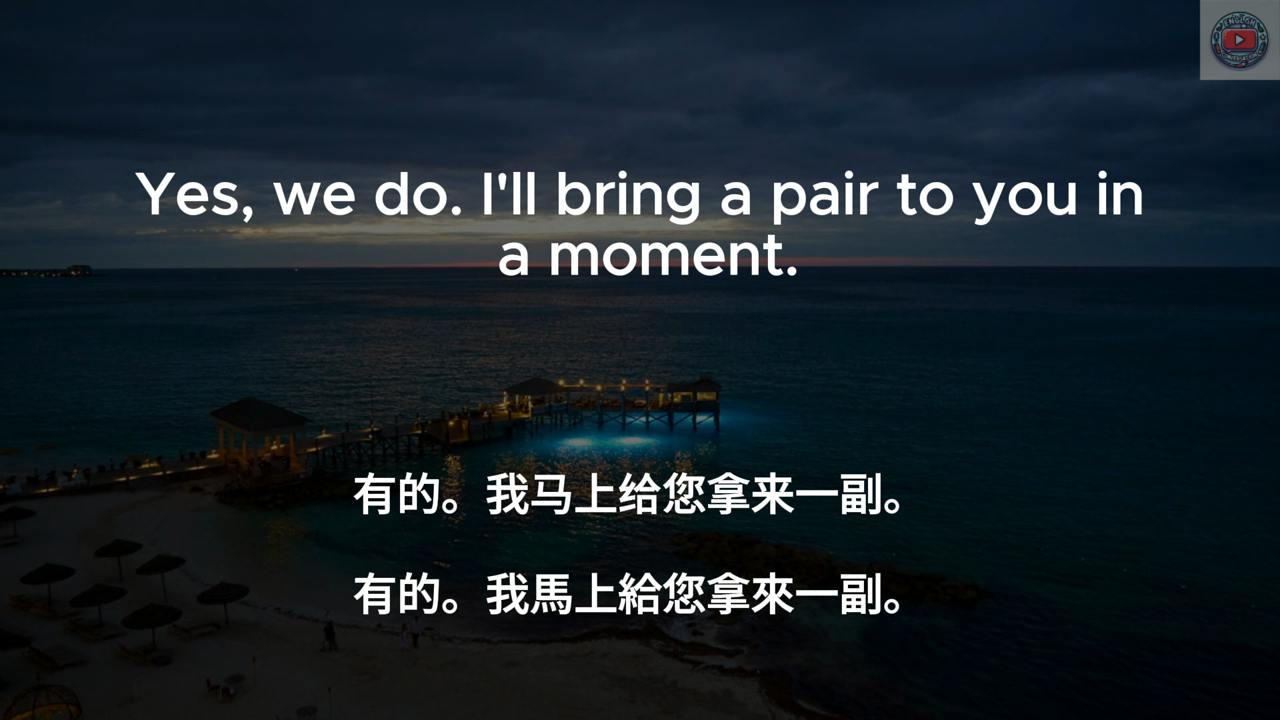 Yes, we do. I'll bring a pair to you in
a moment.
有的。我马上给您拿来一副。
有的。我馬上給您拿來一副。